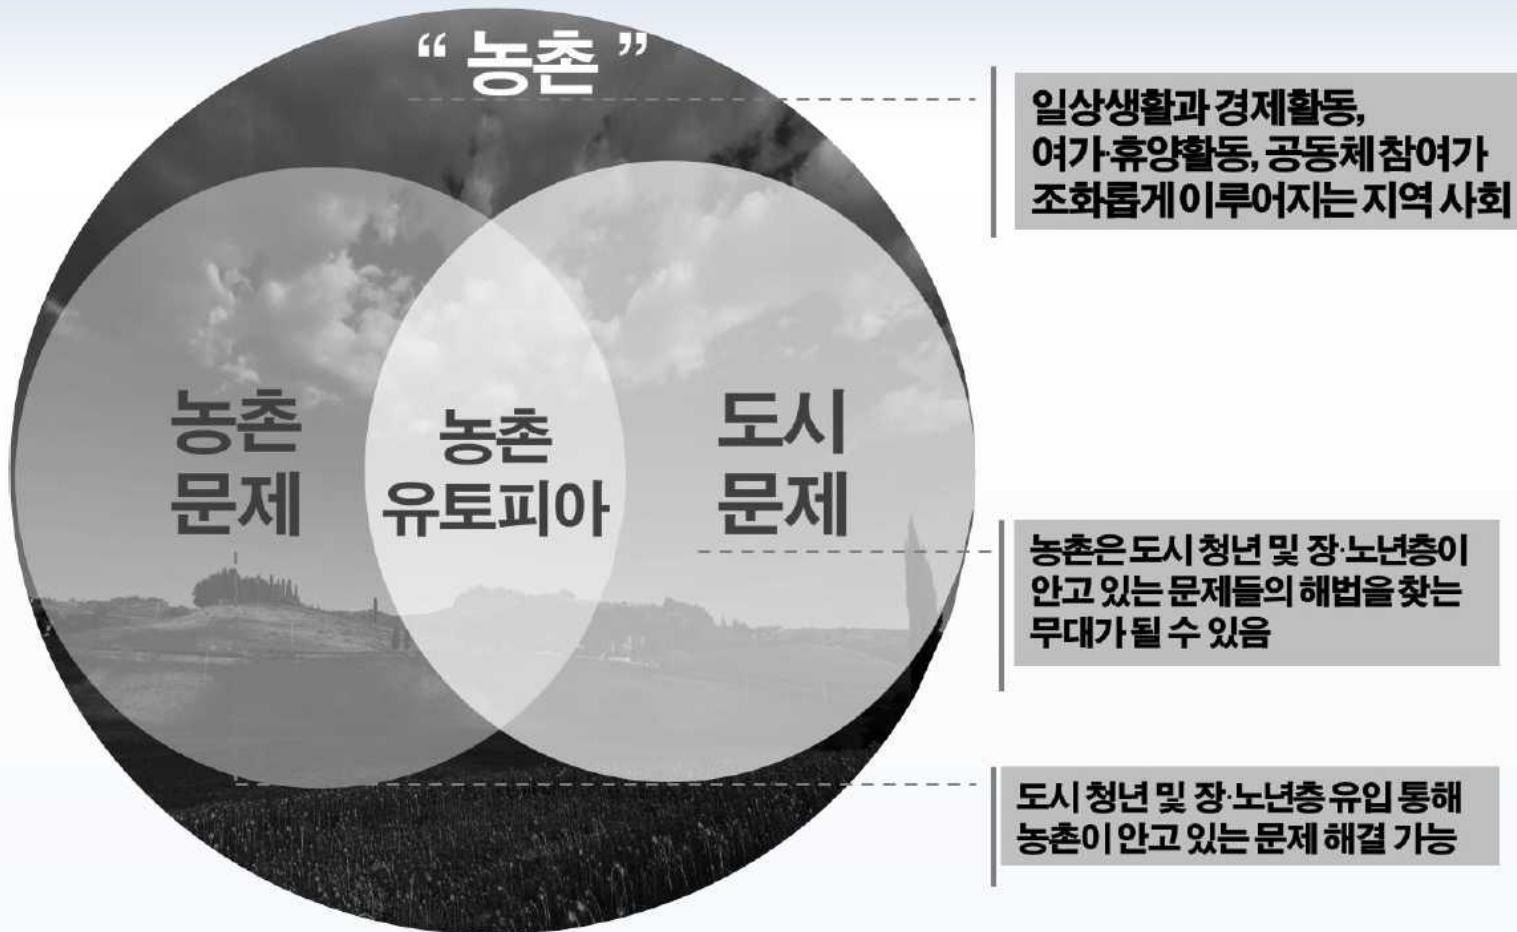 “ 농촌 ”
일상생활과 경제활동,
여가·휴양활동, 공동체 참여가
조화롭게 이루어지는 지역 사회
농촌
문제
농촌
유토피아
도시
문제
농촌은 도시 청년 및 장·노년층이
안고 있는 문제들의 해법을 찾는
무대가 될 수 있음
도시 청년 및 장·노년층 유입 통해
농촌이 안고 있는 문제 해결 가능